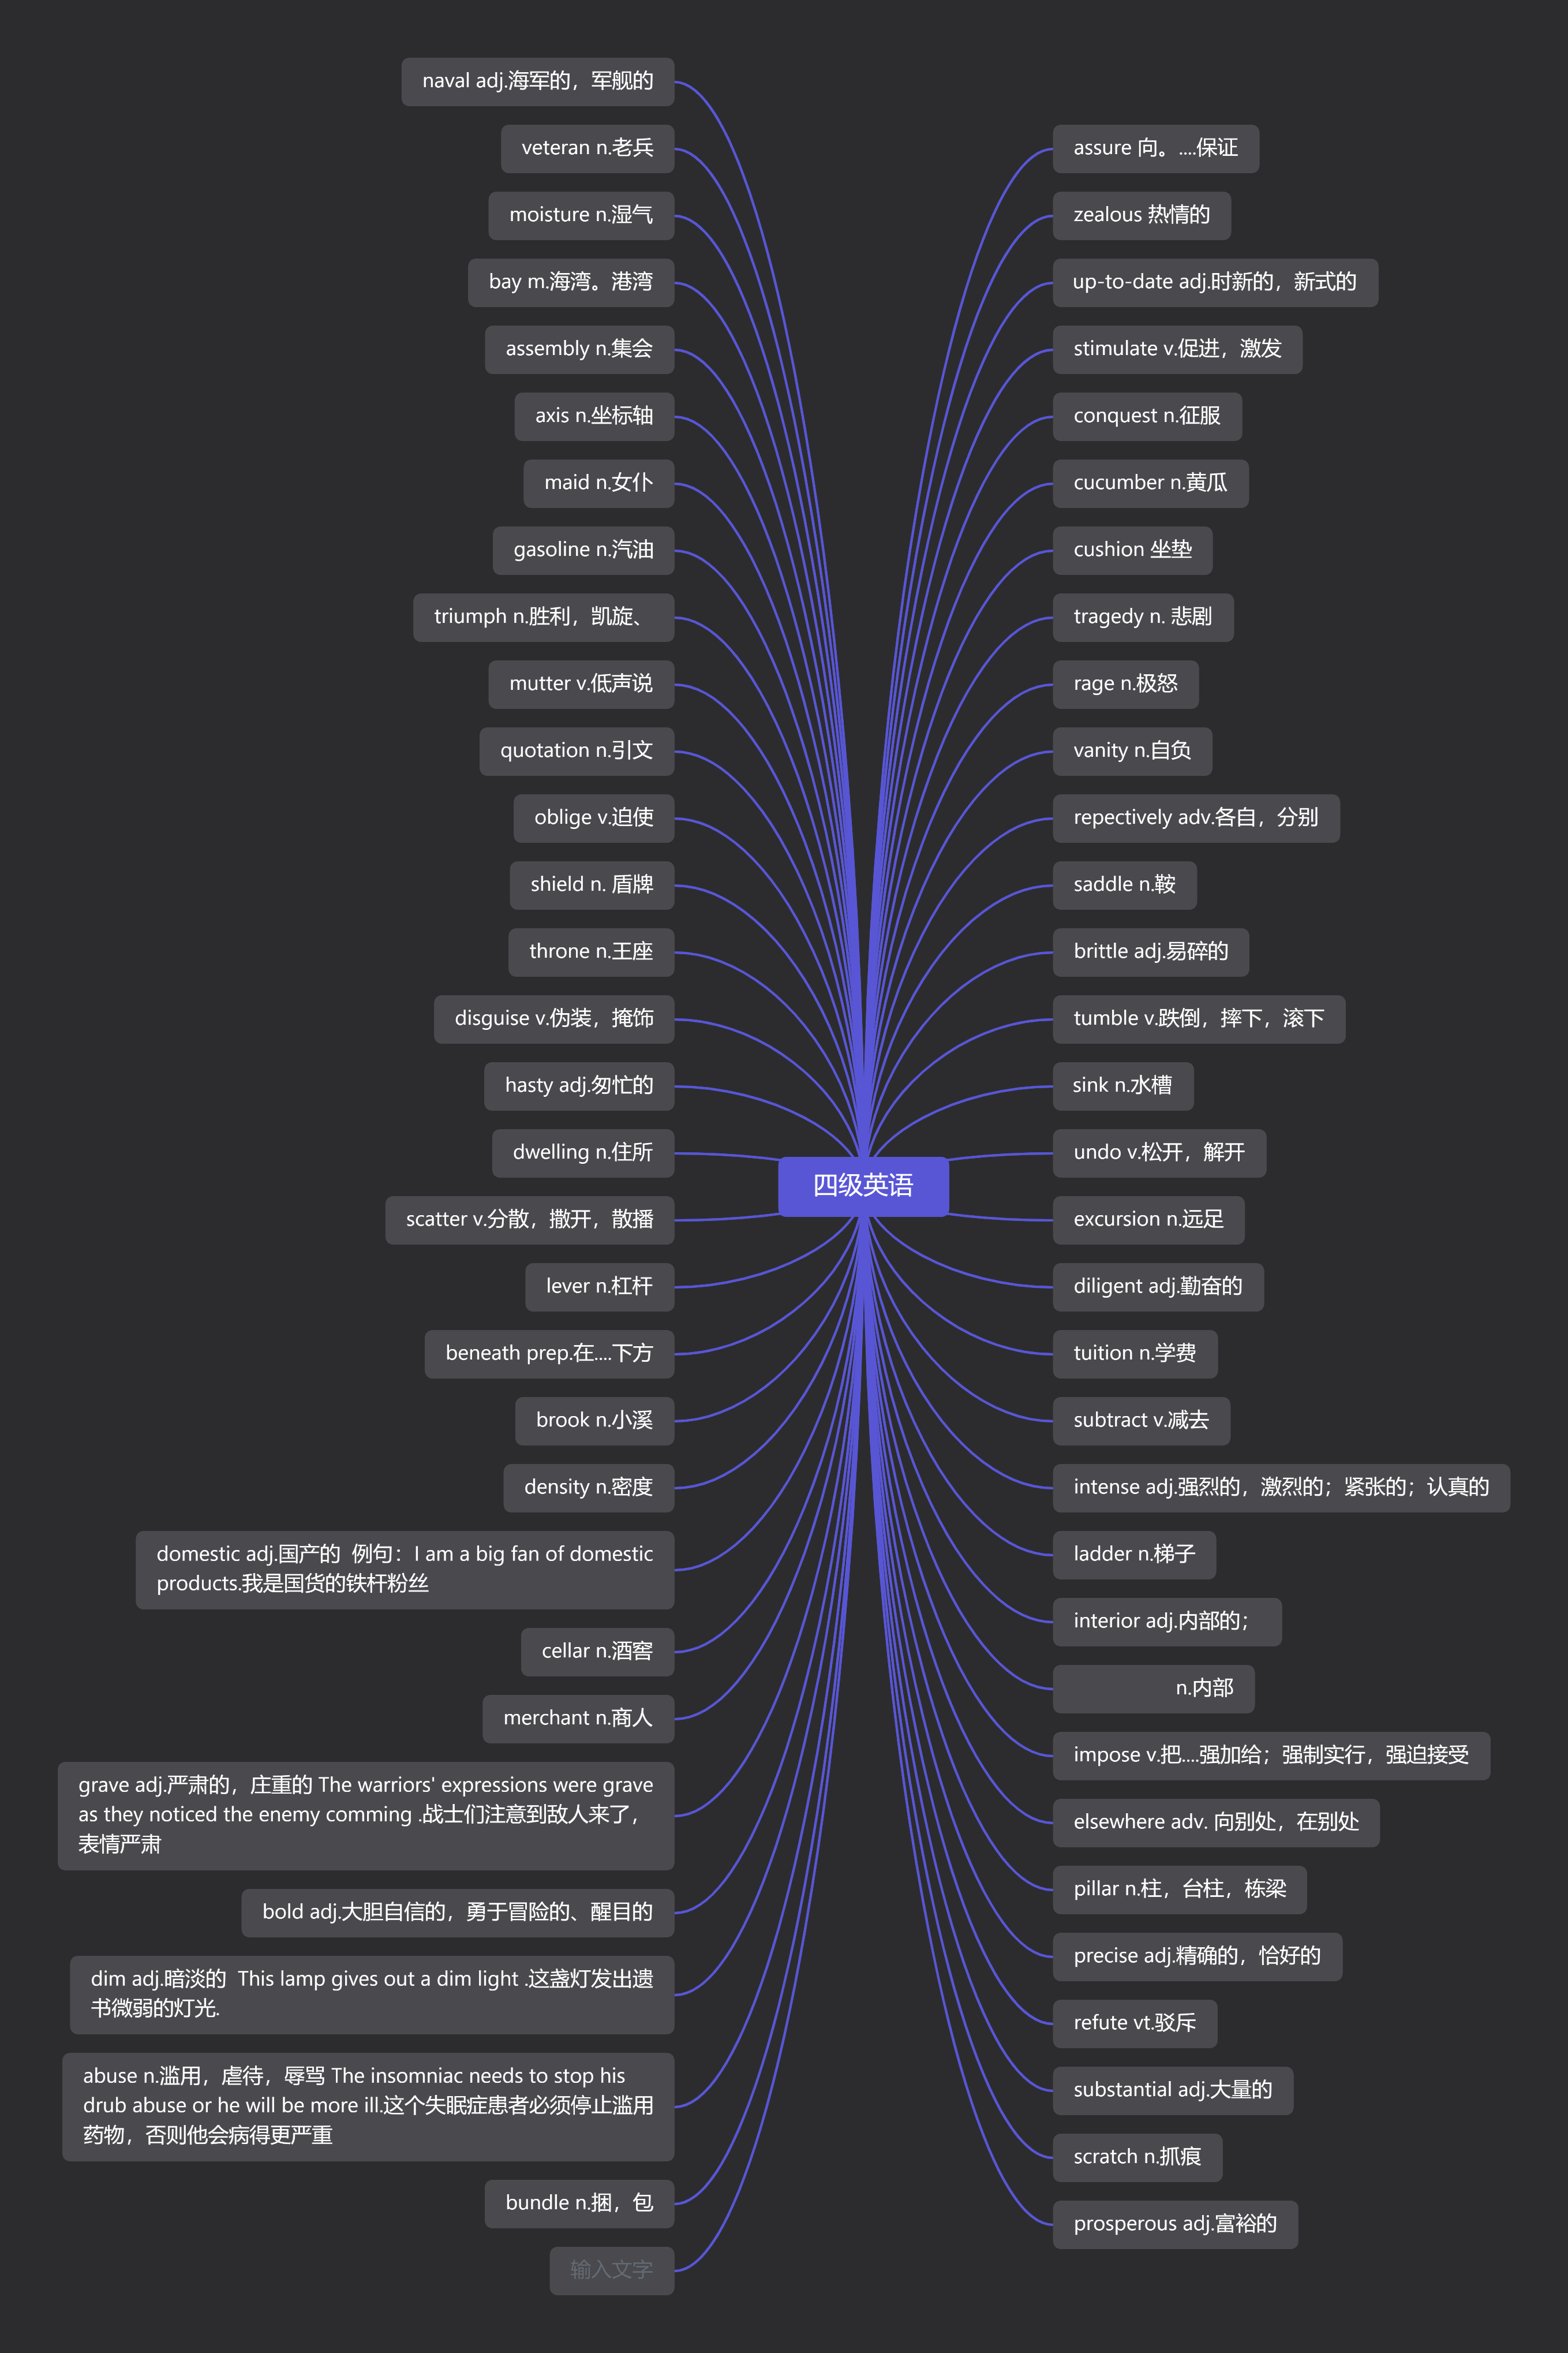 四级英语
assure 向。....保证
zealous 热情的
up-to-date adj.时新的，新式的
stimulate v.促进，激发
conquest n.征服
cucumber n.黄瓜
cushion 坐垫
tragedy n. 悲剧
rage n.极怒
vanity n.自负
repectively adv.各自，分别
saddle n.鞍
brittle adj.易碎的
tumble v.跌倒，摔下，滚下
sink n.水槽
undo v.松开，解开
excursion n.远足
diligent adj.勤奋的
tuition n.学费
subtract v.减去
intense adj.强烈的，激烈的；紧张的；认真的
ladder n.梯子
interior adj.内部的；
n.内部
impose v.把....强加给；强制实行，强迫接受
elsewhere adv. 向别处，在别处
pillar n.柱，台柱，栋梁
precise adj.精确的，恰好的
refute vt.驳斥
substantial adj.大量的
scratch n.抓痕
prosperous adj.富裕的
naval adj.海军的，军舰的
veteran n.老兵
moisture n.湿气
bay m.海湾。港湾
assembly n.集会
axis n.坐标轴
maid n.女仆
gasoline n.汽油
triumph n.胜利，凯旋、
mutter v.低声说
quotation n.引文
oblige v.迫使
shield n. 盾牌
throne n.王座
disguise v.伪装，掩饰
hasty adj.匆忙的
dwelling n.住所
scatter v.分散，撒开，散播
lever n.杠杆
beneath prep.在....下方
brook n.小溪
density n.密度
domestic adj.国产的  例句：I am a big fan of domestic
products.我是国货的铁杆粉丝
cellar n.酒窖
merchant n.商人
grave adj.严肃的，庄重的 The warriors' expressions were grave
as they noticed the enemy comming .战士们注意到敌人来了，
表情严肃
bold adj.大胆自信的，勇于冒险的、醒目的
dim adj.暗淡的  This lamp gives out a dim light .这盏灯发出遗
书微弱的灯光.
abuse n.滥用，虐待，辱骂 The insomniac needs to stop his
drub abuse or he will be more ill.这个失眠症患者必须停止滥用
药物，否则他会病得更严重
bundle n.捆，包
输入文字